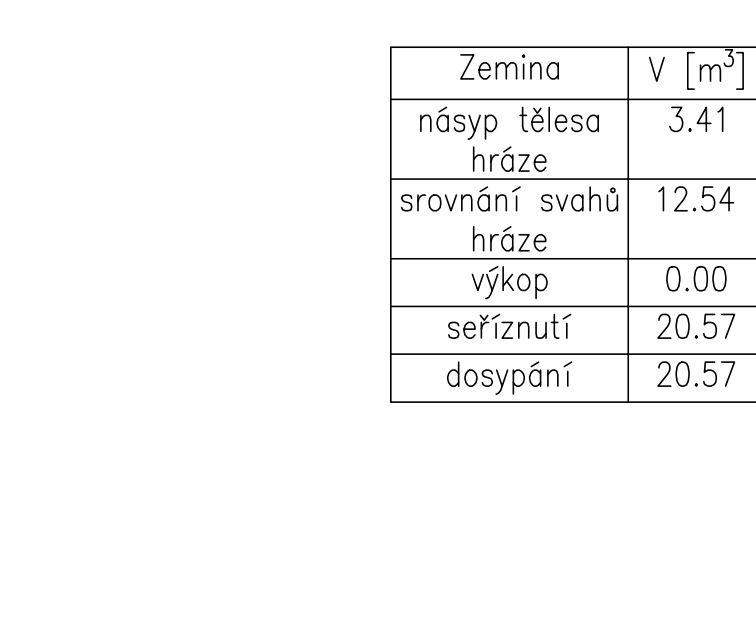 Zemina V [m³]
násyp tělesa 3.41
hráze
srovnání svahů 12.54
hráze
výkop 0.00
seříznutí 20.57
dosypání 20.57